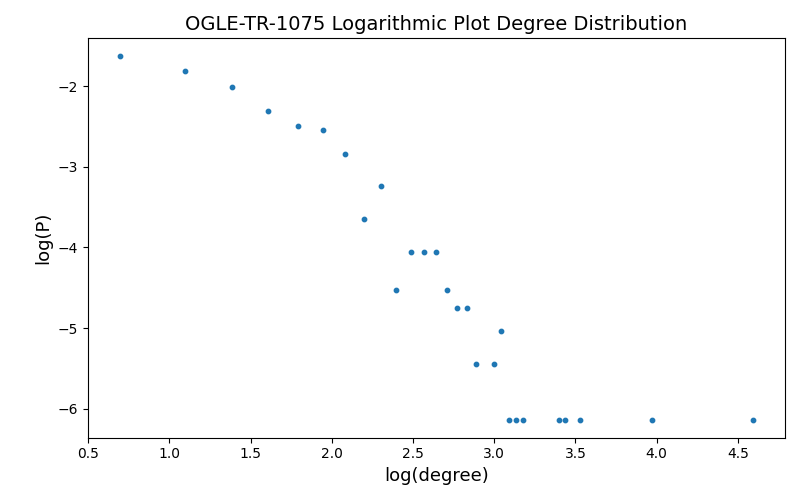 OGLE-TR-1075 Logarithmic Plot Degree Distribution
log(P)
−2
−3
−4
−5
−6
0.5 1.0 1.5 2.0 2.5 3.0 3.5 4.0 4.5
log(degree)